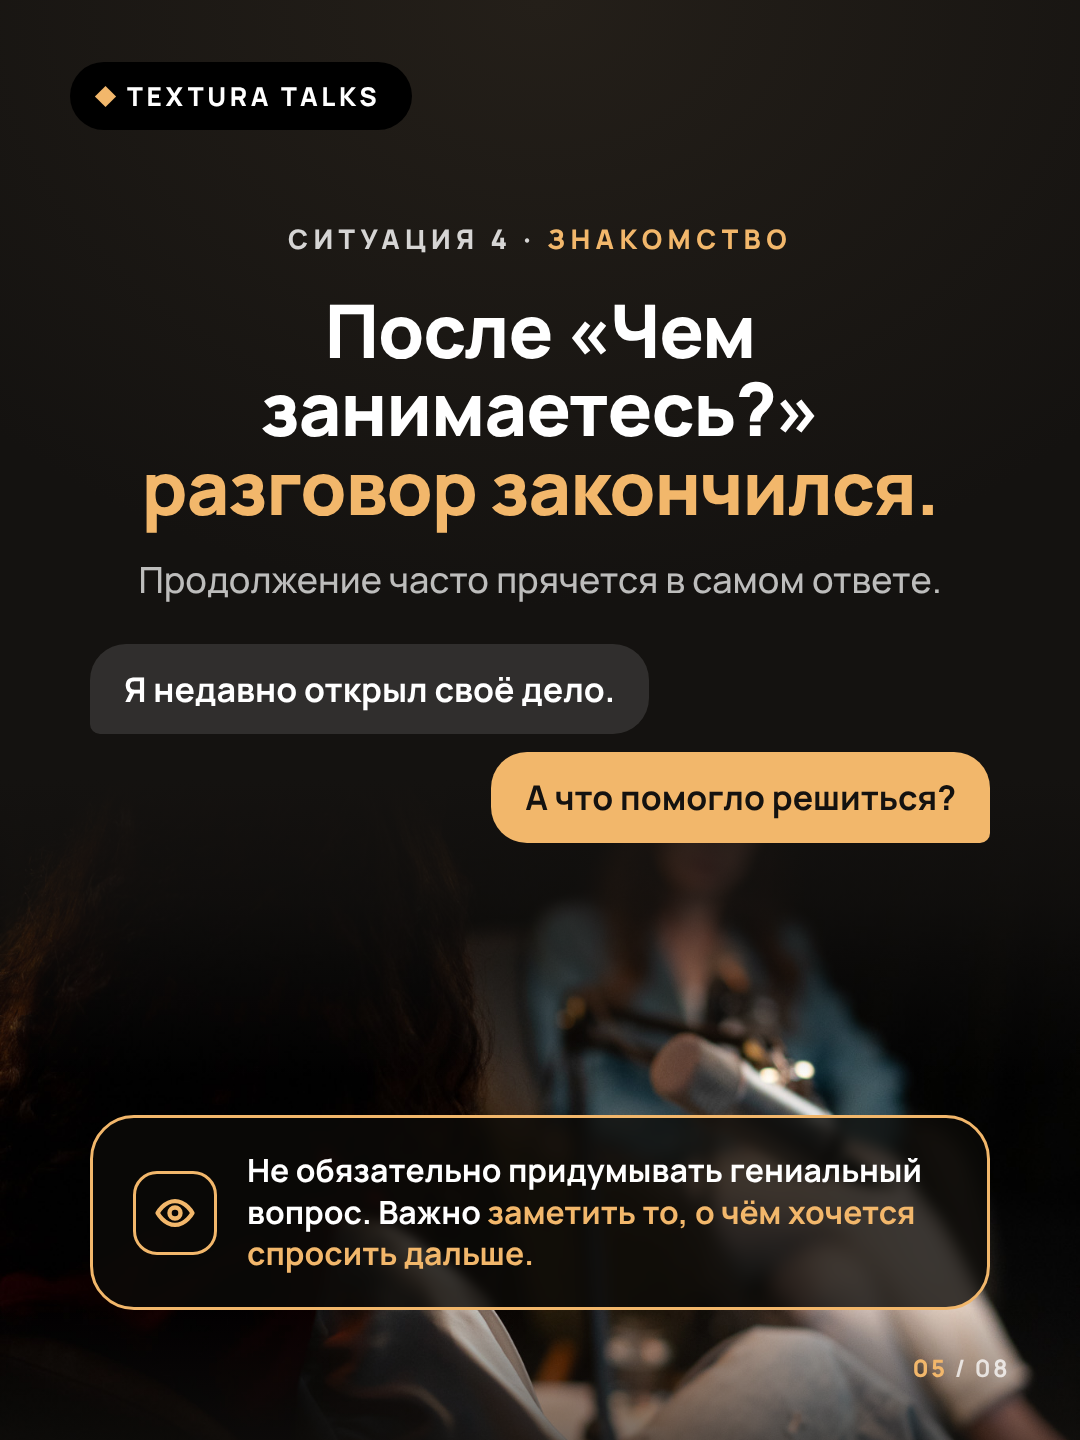 TEXTURA TALKS
СИТУАЦИЯ 4 · ЗНАКОМСТВО
После «Чем
занимаетесь?»
разговор закончился.
Продолжение часто прячется в самом ответе.
Я недавно открыл своё дело.
А что помогло решиться?
Не обязательно придумывать гениальный
вопрос. Важно заметить то, о чём хочется
спросить дальше.
05 / 08